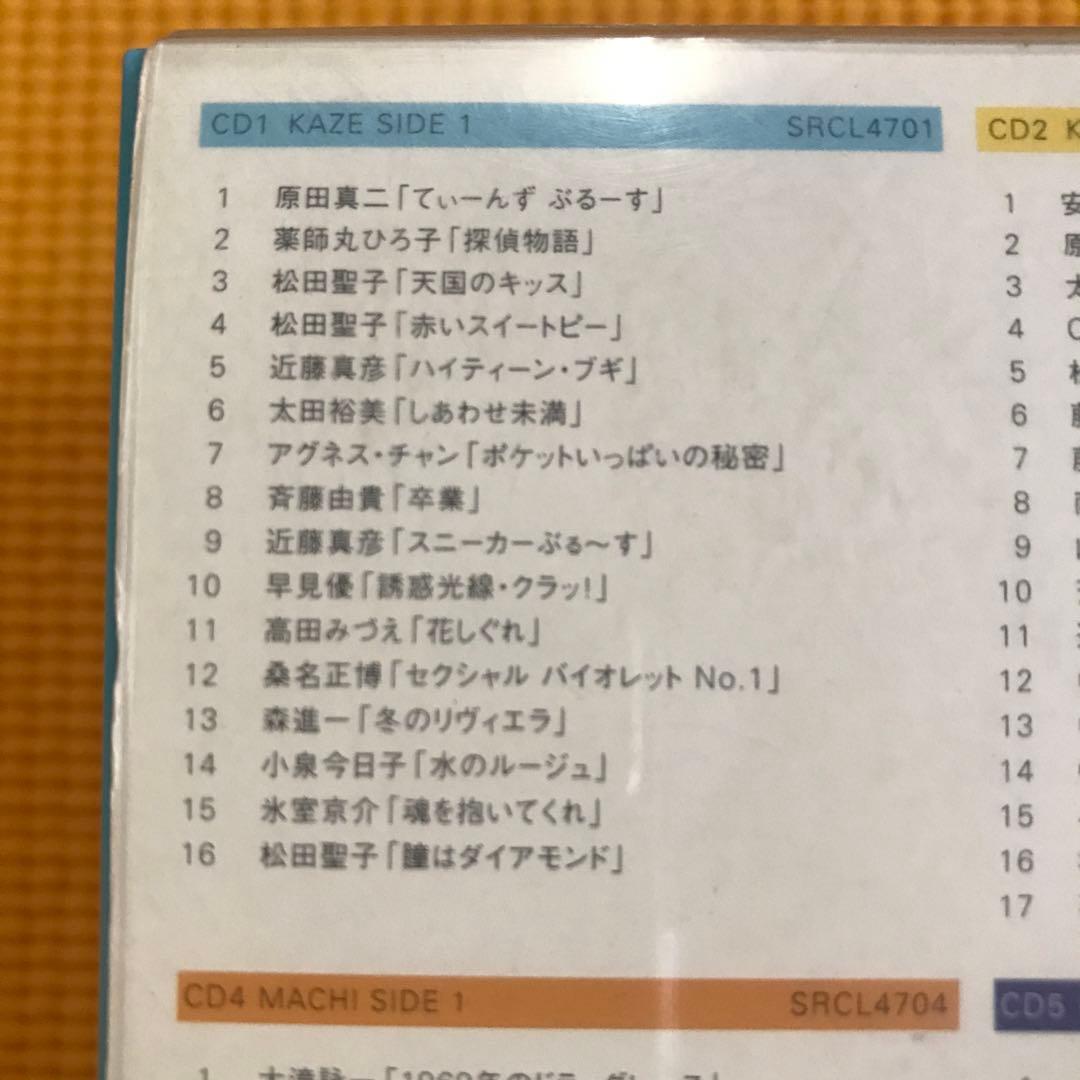 CD1 KAZE SIDE 1 SRCL4701
1 原田真二「てぃーんず ぶるーす」
2 薬師丸ひろ子「探偵物語」
3 松田聖子「天国のキッス」
4 松田聖子「赤いスイートピー」
5 近藤真彦「ハイティーン・ブギ」
6 太田裕美「しあわせ未満」
7 アグネス・チャン「ポケットいっぱいの秘密」
8 斉藤由貴「卒業」
9 近藤真彦「スニーカーぶる〜す」
10 早見優「誘惑光線・クラッ!」
11 高田みづえ「花しぐれ」
12 桑名正博「セクシャル バイオレット No.1」
13 森進一「冬のリヴィエラ」
14 小泉今日子「水のルージュ」
15 氷室京介「魂を抱いてくれ」
16 松田聖子「瞳はダイアモンド」
CD2 K
1 安
2 原
3 太
4 C
5
6
7
8
9
10
11
12
13
14
15
16
17
CD4 MACHI SIDE 1 SRCL4704
1
CD5